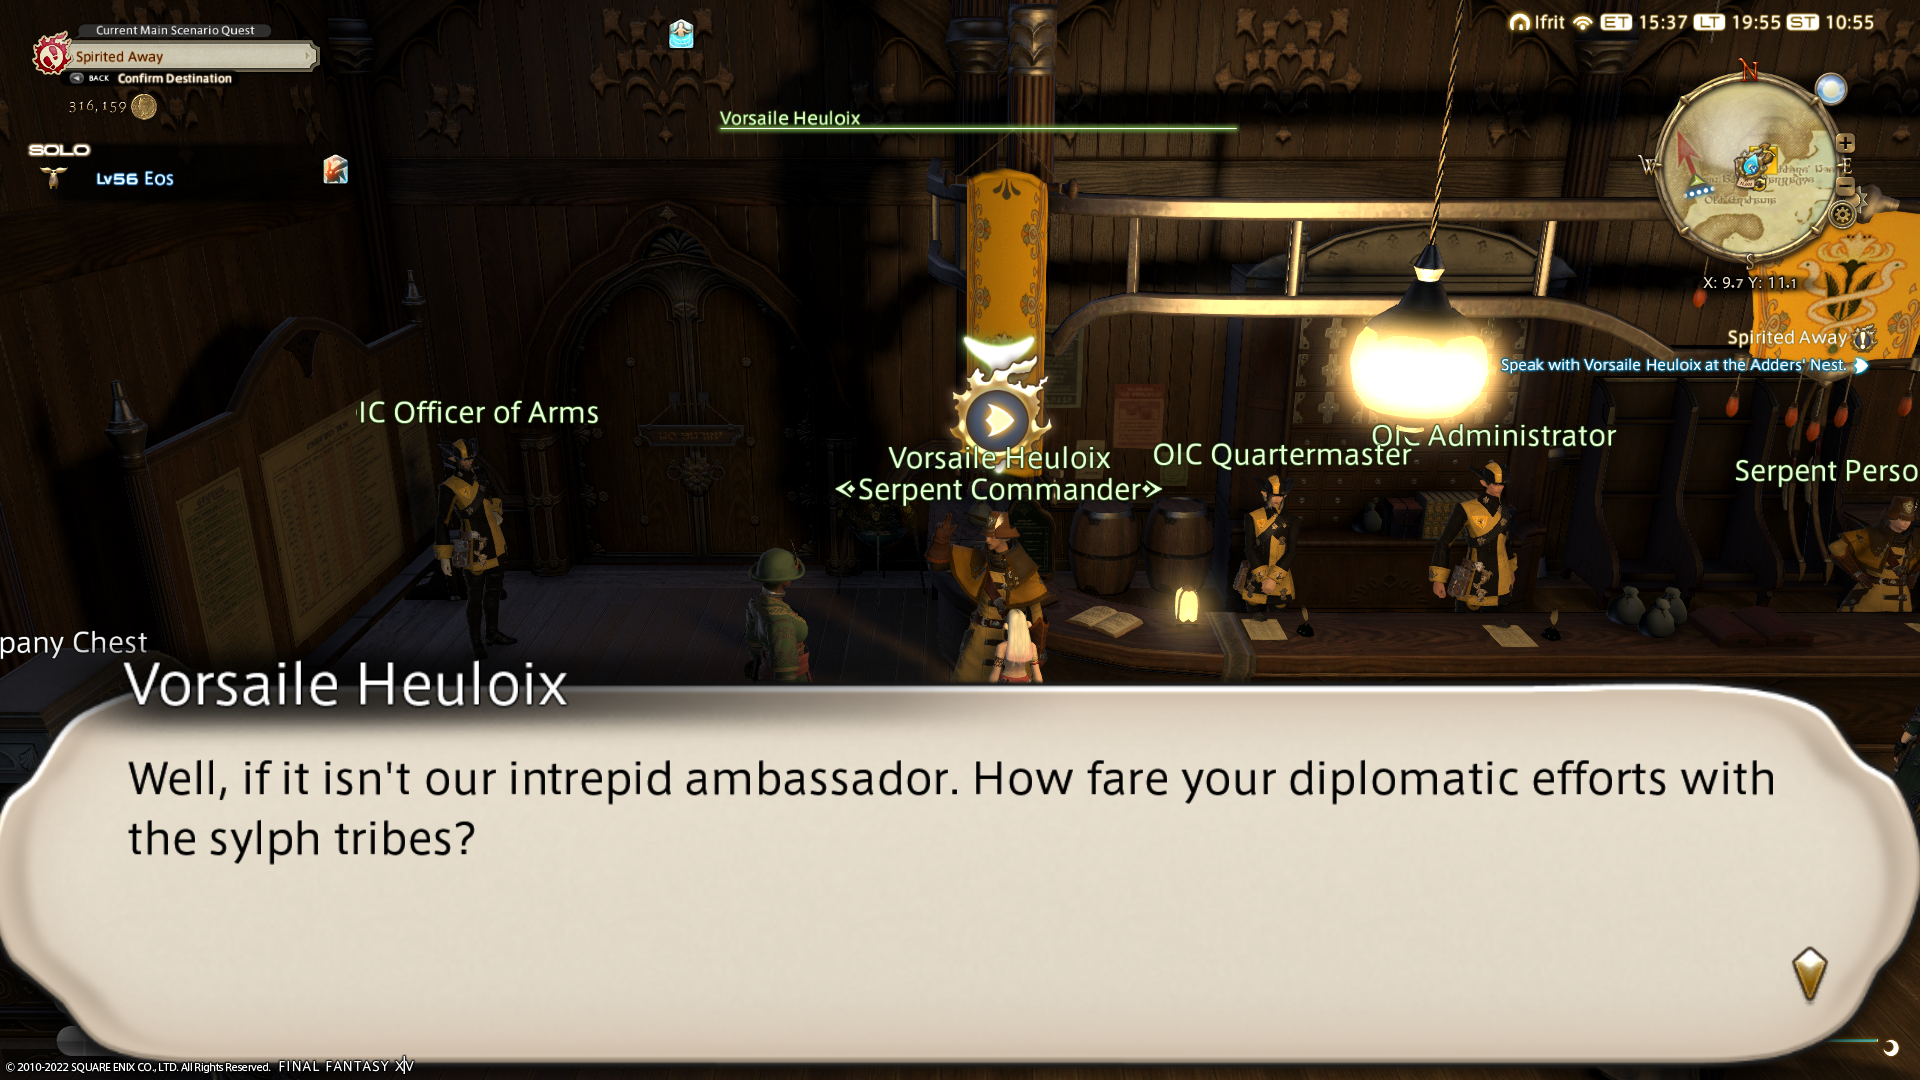 Current Main Scenario Quest
Spirited Away
BACK Confirm Destination
316,159
SOLO
Lv56 Eos
Ifrit ET 15:37 LT 19:55 ST 10:55
N
W
E
S
X: 9.7 Y: 11.1
Spirited Away
Speak with Vorsaile Heuloix at the Adders' Nest.
Vorsaile Heuloix
IC Officer of Arms
Vorsaile Heuloix
Serpent Commander
OIC Quartermaster
OIC Administrator
Serpent Perso
pany Chest
Vorsaile Heuloix
Well, if it isn't our intrepid ambassador. How fare your diplomatic efforts with
the sylph tribes?
© 2010-2022 SQUARE ENIX CO., LTD. All Rights Reserved. FINAL FANTASY XIV